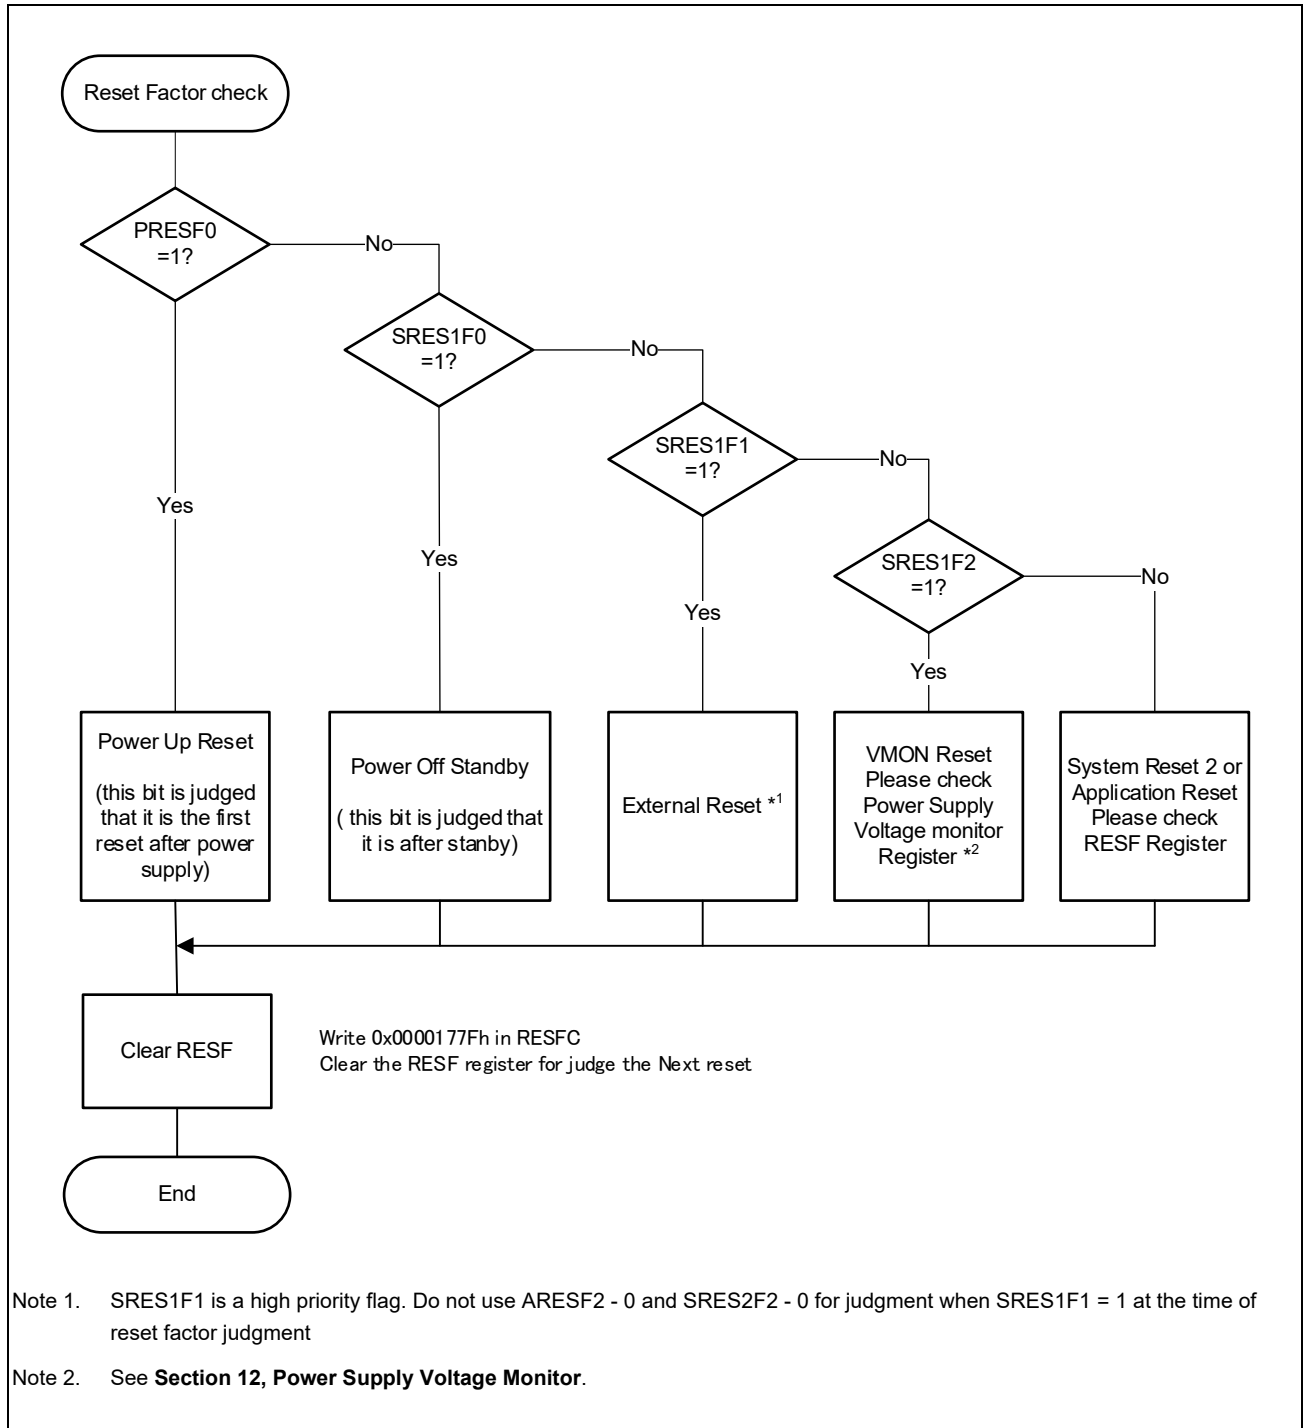 Reset Factor check
PRESF0
=1?
No
SRES1F0
=1?
No
SRES1F1
=1?
No
SRES1F2
=1?
No
Yes
Yes
Yes
Yes
Power Up Reset
(this bit is judged
that it is the first
reset after power
supply)
Power Off Standby
( this bit is judged that
it is after stanby)
External Reset *1
VMON Reset
Please check
Power Supply
Voltage monitor
Register *2
System Reset 2 or
Application Reset
Please check
RESF Register
Clear RESF
Write 0x0000177Fh in RESFC
Clear the RESF register for judge the Next reset
End
Note 1. SRES1F1 is a high priority flag. Do not use ARESF2 - 0 and SRES2F2 - 0 for judgment when SRES1F1 = 1 at the time of
reset factor judgment
Note 2. See Section 12, Power Supply Voltage Monitor.